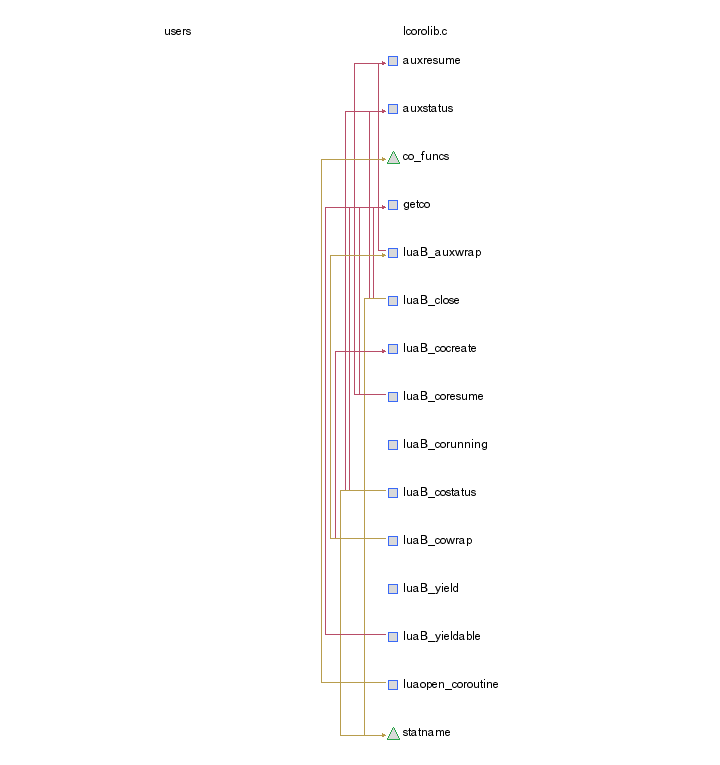 users
lcorolib.c
auxresume
auxstatus
co_funcs
getco
luaB_auxwrap
luaB_close
luaB_cocreate
luaB_coresume
luaB_corunning
luaB_costatus
luaB_cowrap
luaB_yield
luaB_yieldable
luaopen_coroutine
statname